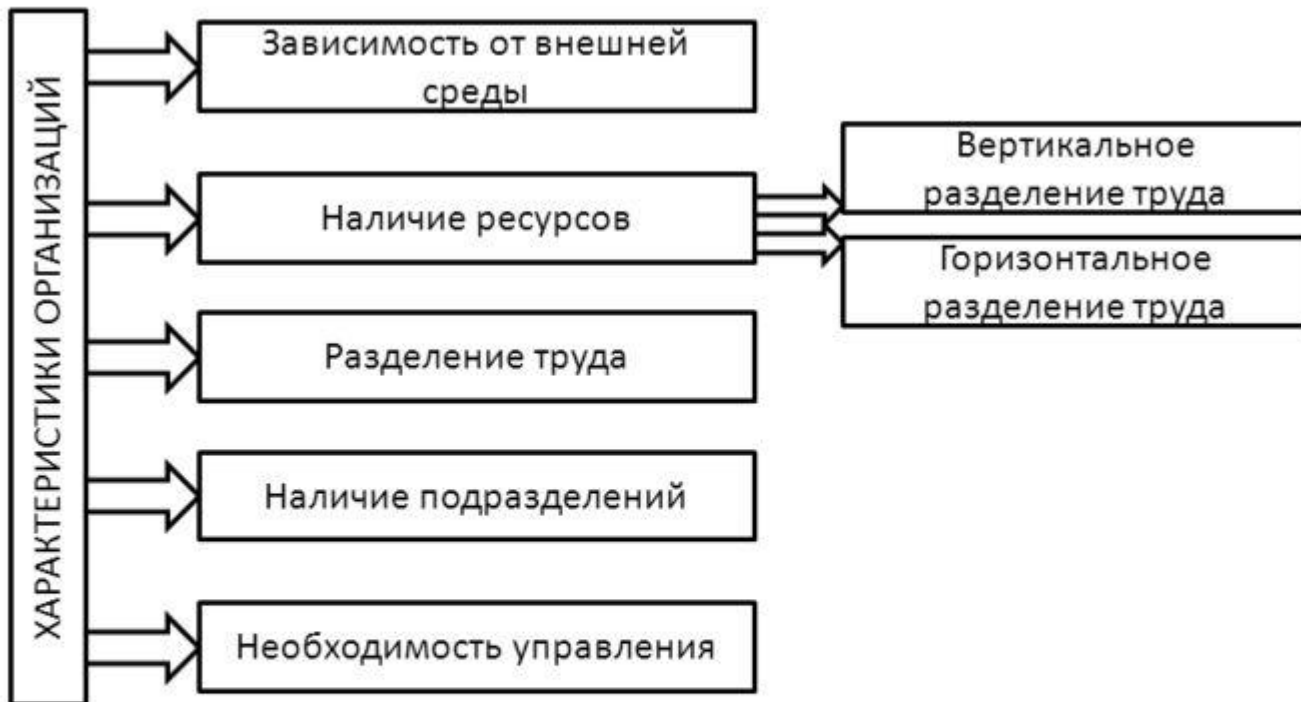 ХАРАКТЕРИСТИКИ ОРГАНИЗАЦИЙ
Зависимость от внешней
среды
Наличие ресурсов
Вертикальное
разделение труда
Горизонтальное
разделение труда
Разделение труда
Наличие подразделений
Необходимость управления